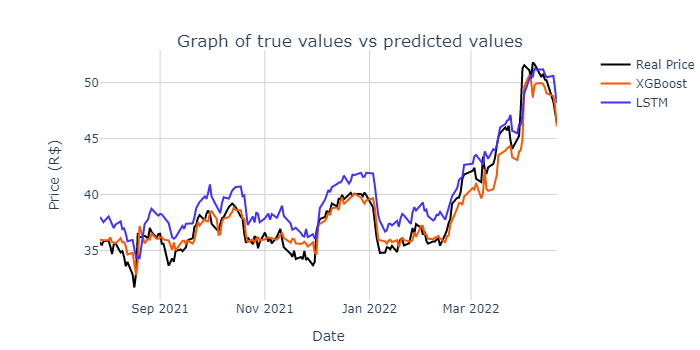 Graph of true values vs predicted values
Real Price
XGBoost
LSTM
50
45
40
35
Price (R$)
Sep 2021
Nov 2021
Jan 2022
Mar 2022
Date